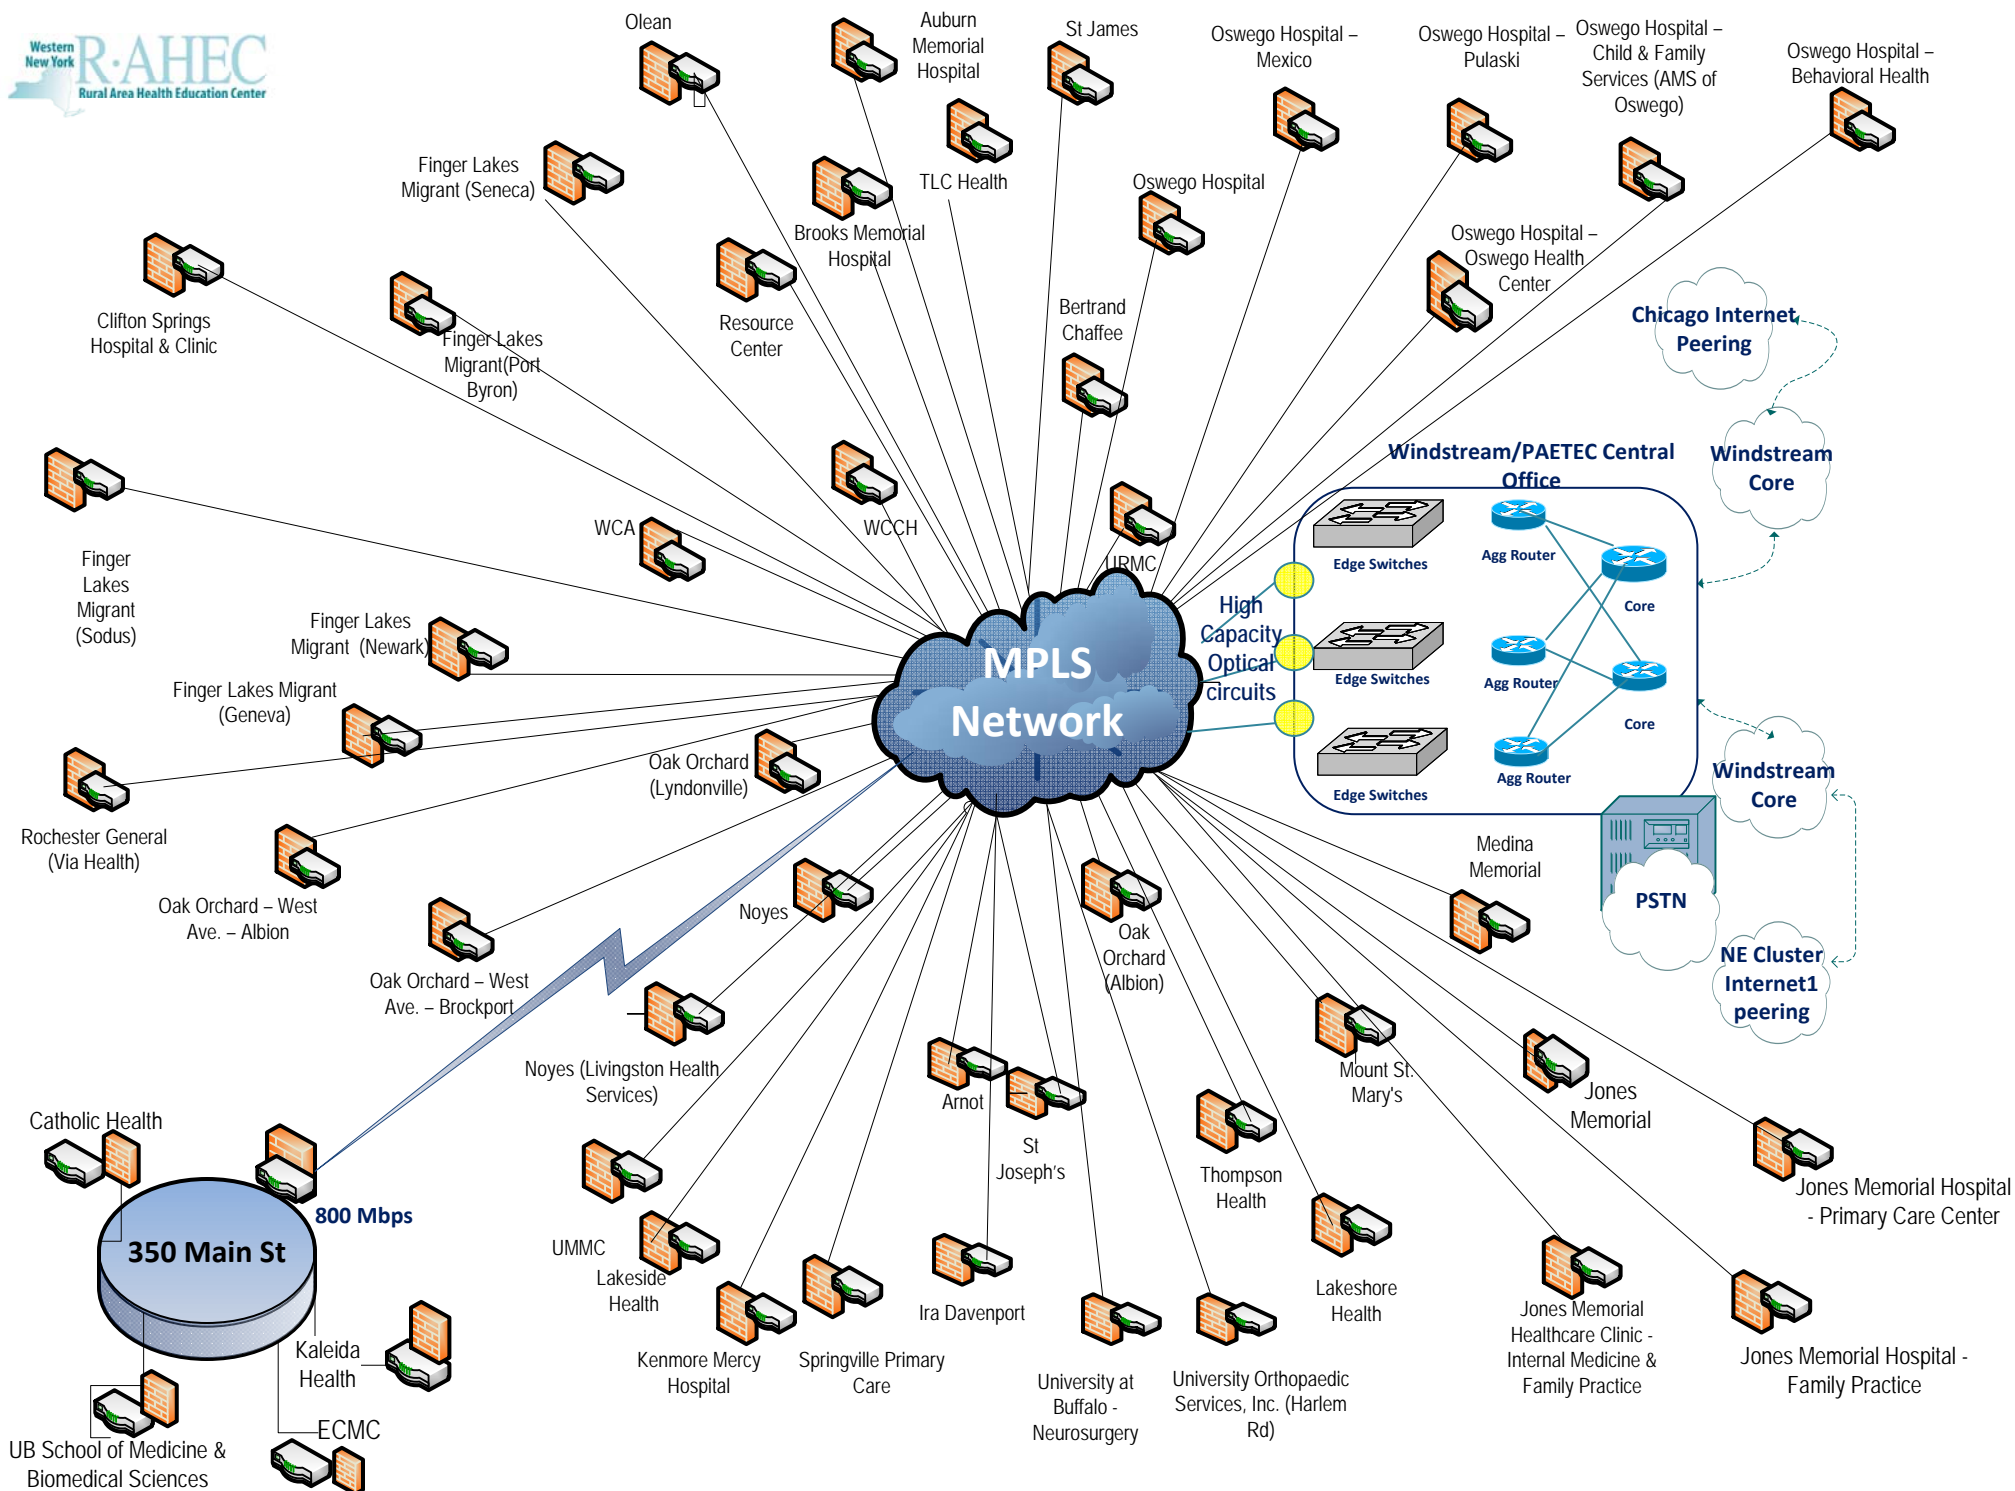 Western
New York
R·AHEC
Rural Area Health Education Center
Olean
Auburn
Memorial
Hospital
St James
Oswego Hospital –
Mexico
Oswego Hospital –
Pulaski
Oswego Hospital –
Child & Family
Services (AMS of
Oswego)
Oswego Hospital –
Behavioral Health
Finger Lakes
Migrant (Seneca)
TLC Health
Oswego Hospital
Brooks Memorial
Hospital
Oswego Hospital –
Oswego Health
Center
Clifton Springs
Hospital & Clinic
Finger Lakes
Migrant(Port
Byron)
Resource
Center
Bertrand
Chaffee
Chicago Internet
Peering
Windstream
Core
Windstream/PAETEC Central
Office
WCA
WCCH
URMC
Finger
Lakes
Migrant
(Sodus)
Finger Lakes
Migrant (Newark)
Finger Lakes Migrant
(Geneva)
MPLS
Network
High
Capacity
Optical
circuits
Edge Switches
Agg Router
Core
Edge Switches
Agg Router
Core
Edge Switches
Agg Router
Windstream
Core
PSTN
NE Cluster
Internet1
peering
Rochester General
(Via Health)
Oak Orchard
(Lyndonville)
Oak Orchard – West
Ave. – Albion
Oak Orchard – West
Ave. – Brockport
Noyes
Oak
Orchard
(Albion)
Medina
Memorial
Noyes (Livingston Health
Services)
Arnot
St
Joseph's
Mount St.
Mary's
Jones
Memorial
Thompson
Health
Jones Memorial Hospital
- Primary Care Center
Catholic Health
800 Mbps
350 Main St
Kaleida
Health
ECMC
UB School of Medicine &
Biomedical Sciences
UMMC
Lakeside
Health
Kenmore Mercy
Hospital
Springville Primary
Care
Ira Davenport
University at
Buffalo -
Neurosurgery
University Orthopaedic
Services, Inc. (Harlem
Rd)
Lakeshore
Health
Jones Memorial
Healthcare Clinic -
Internal Medicine &
Family Practice
Jones Memorial Hospital -
Family Practice